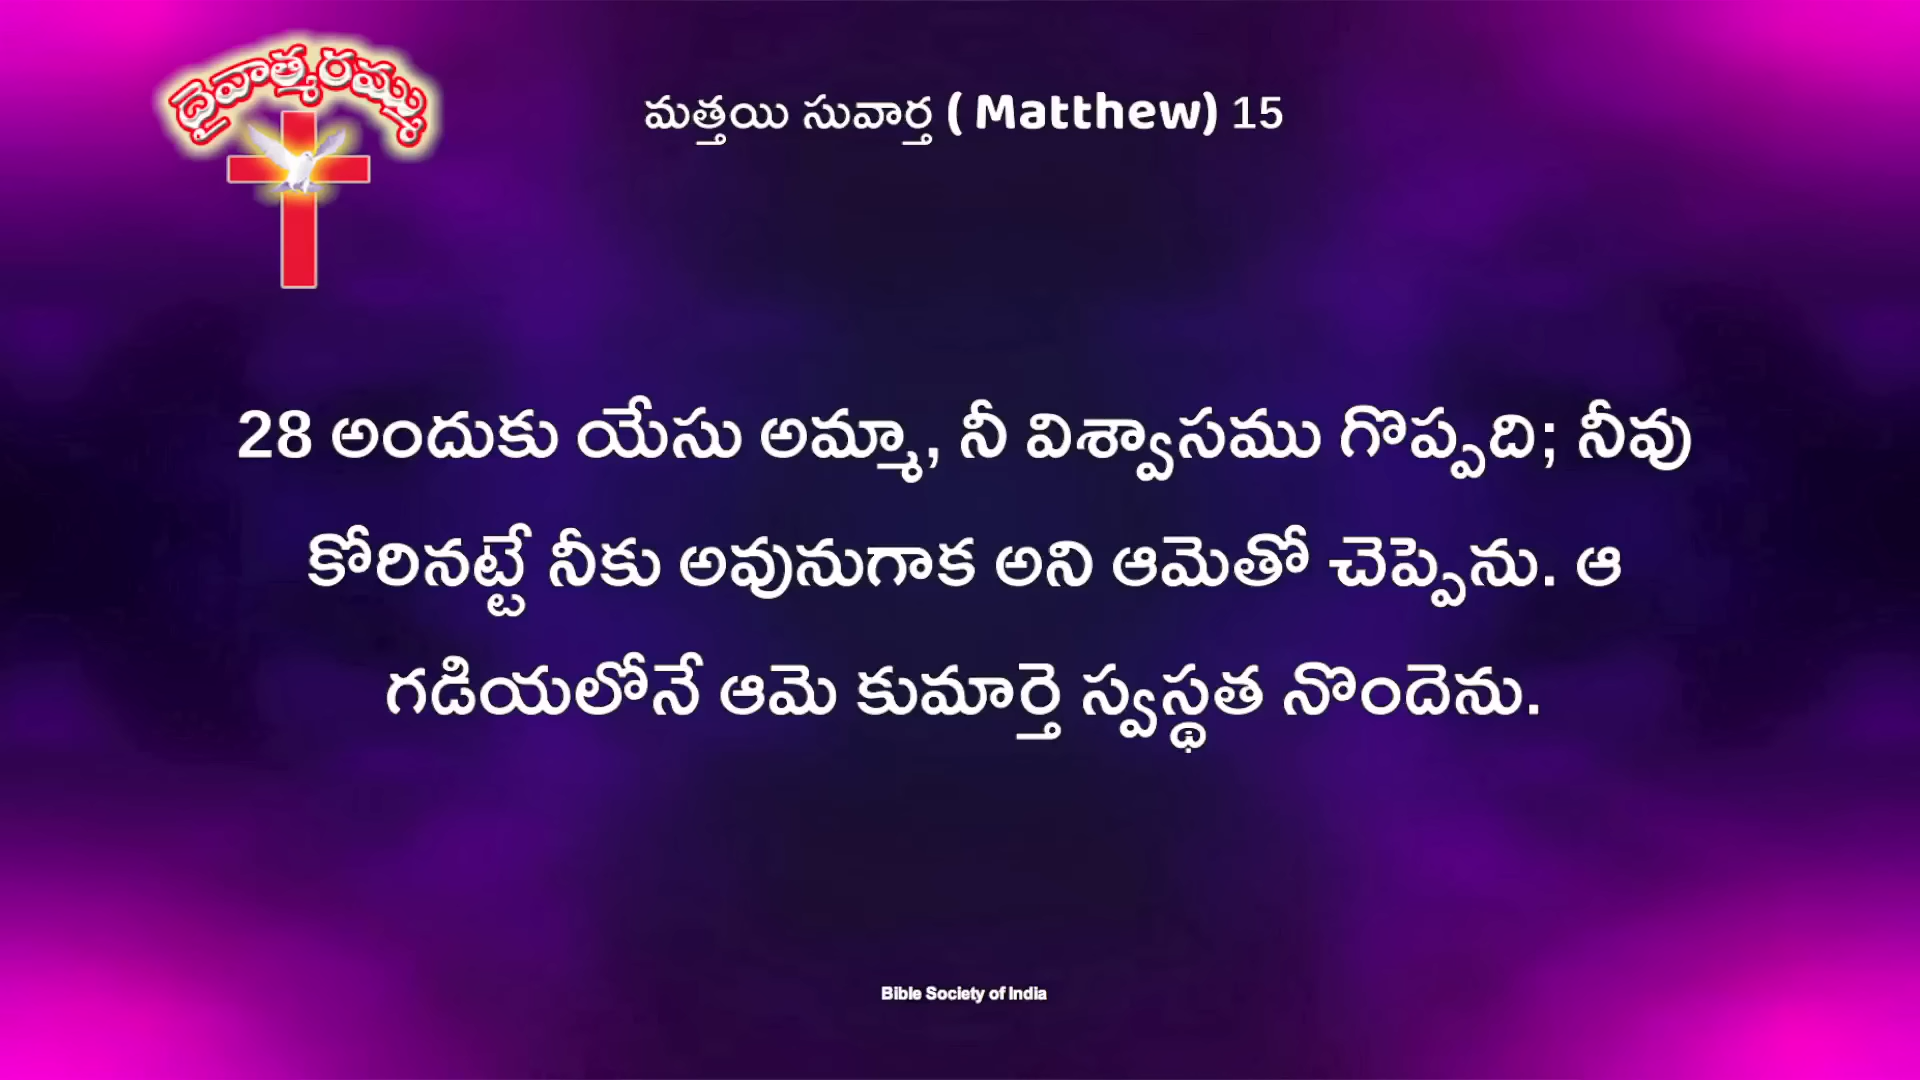 దైవాత్మరమ్ము
మత్తయి సువార్త ( Matthew) 15
28 అందుకు యేసు అమ్మా, నీ విశ్వాసము గొప్పది; నీవు
కోరినట్టే నీకు అవునుగాక అని ఆమెతో చెప్పెను. ఆ
గడియలోనే ఆమె కుమార్తె స్వస్థత నొందెను.
Bible Society of India